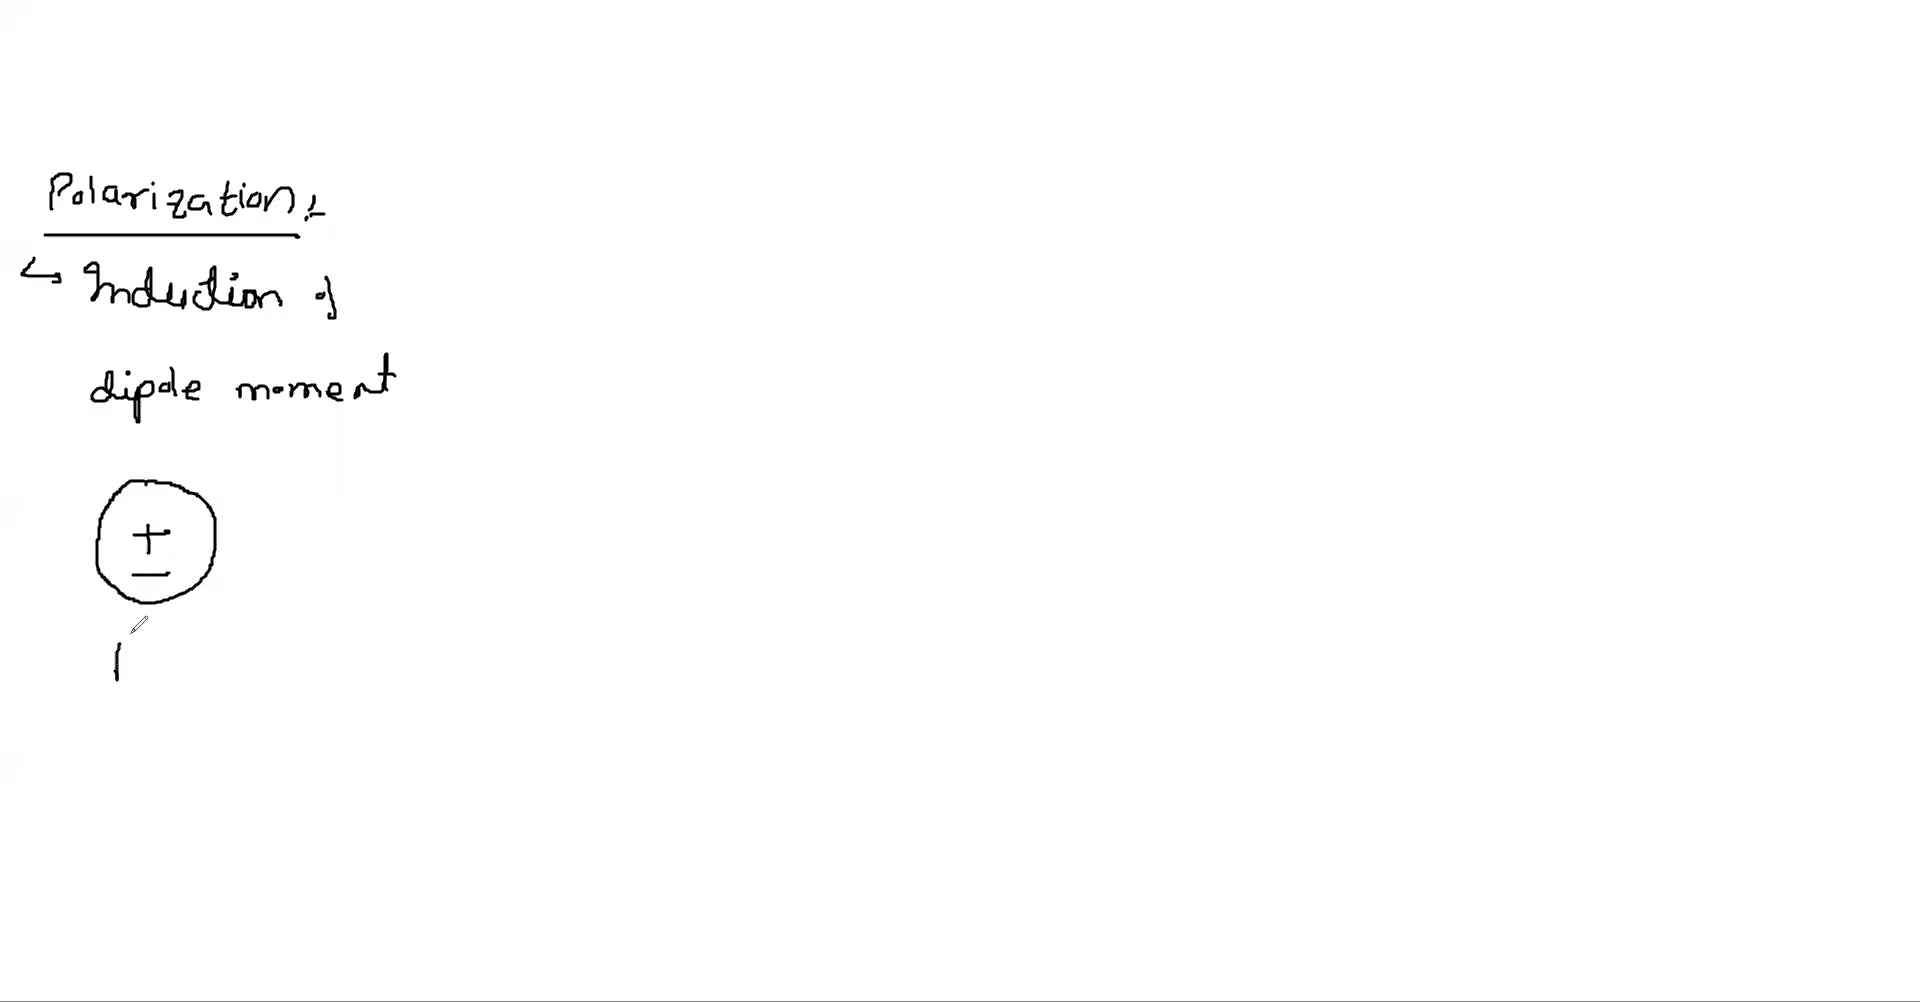 Polarization :-
↳ Induction of
dipole moment
+
−